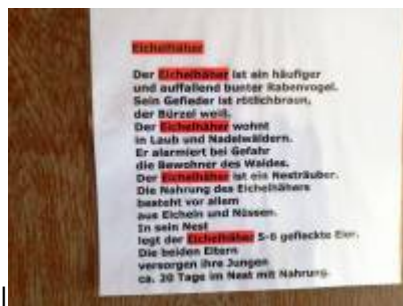 Eichelhäher
Der Eichelhäher ist ein häufiger
und auffallend bunter Rabenvogel.
Sein Gefieder ist rötlichbraun,
der Bürzel weiß.
Der Eichelhäher wohnt
in Laub und Nadelwäldern.
Er alarmiert bei Gefahr
die Bewohner des Waldes.
Der Eichelhäher ist ein Nesträuber.
Die Nahrung des Eichelhähers
besteht vor allem
aus Eicheln und Nüssen.
In sein Nest
legt der Eichelhäher 5-6 gefleckte Eier.
Die beiden Eltern
versorgen ihre Jungen
ca. 20 Tage im Nest mit Nahrung.